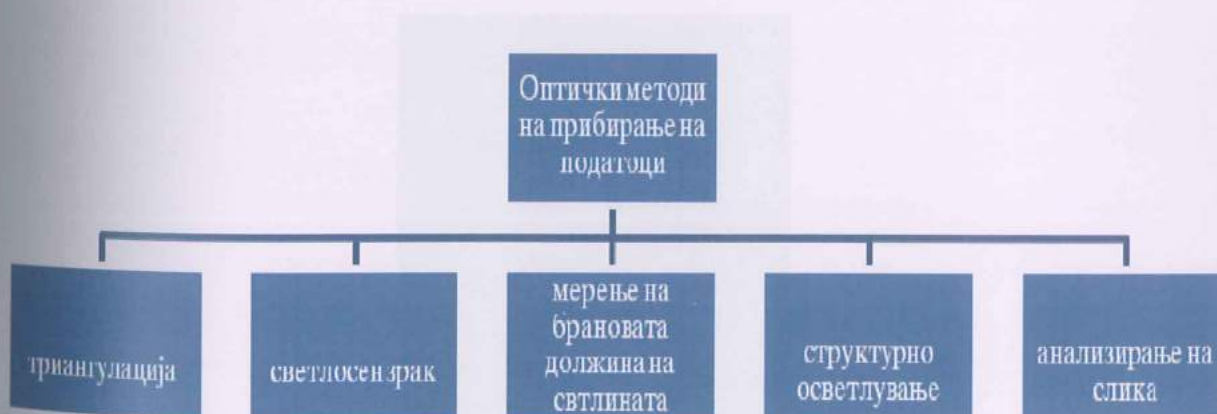 Оптички методи
на прибирање на
податоци
триангулација
светлосен зрак
мерење на
брановата
должина на
свтлината
структурно
осветлување
анализирање на
слика